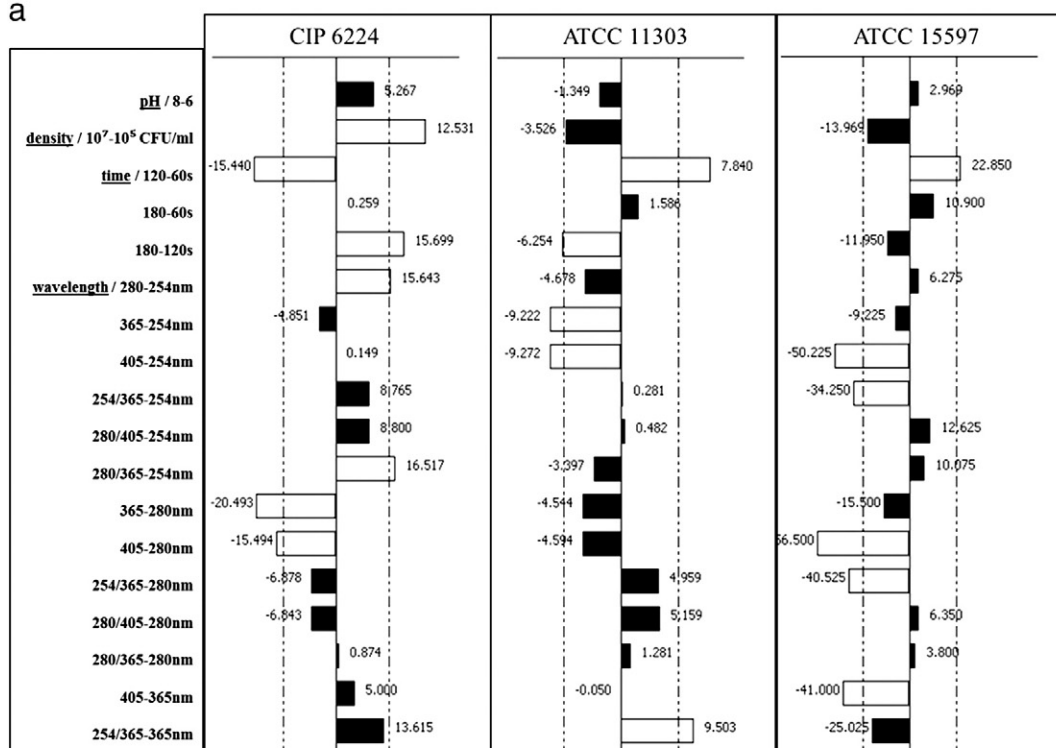 a
CIP 6224 ATCC 11303 ATCC 15597
pH / 8-6 5.267 -1.349 2.969
density / 10⁷-10⁵ CFU/ml 12.531 -3.526 -13.969
time / 120-60s -15.440 7.840 22.850
180-60s 0.259 1.586 10.900
180-120s 15.699 -6.254 -11.950
wavelength / 280-254nm 15.643 -4.678 6.275
365-254nm -4.851 -9.222 -9.225
405-254nm 0.149 -9.272 -50.225
254/365-254nm 8.765 0.281 -34.250
280/405-254nm 8.800 0.482 12.625
280/365-254nm 16.517 -3.397 10.075
365-280nm -20.493 -4.544 -15.500
405-280nm -15.494 -4.594 56.500
254/365-280nm -6.878 4.959 -40.525
280/405-280nm -6.843 5.159 6.350
280/365-280nm 0.874 1.281 3.800
405-365nm 5.000 -0.050 -41.000
254/365-365nm 13.615 9.503 -25.025